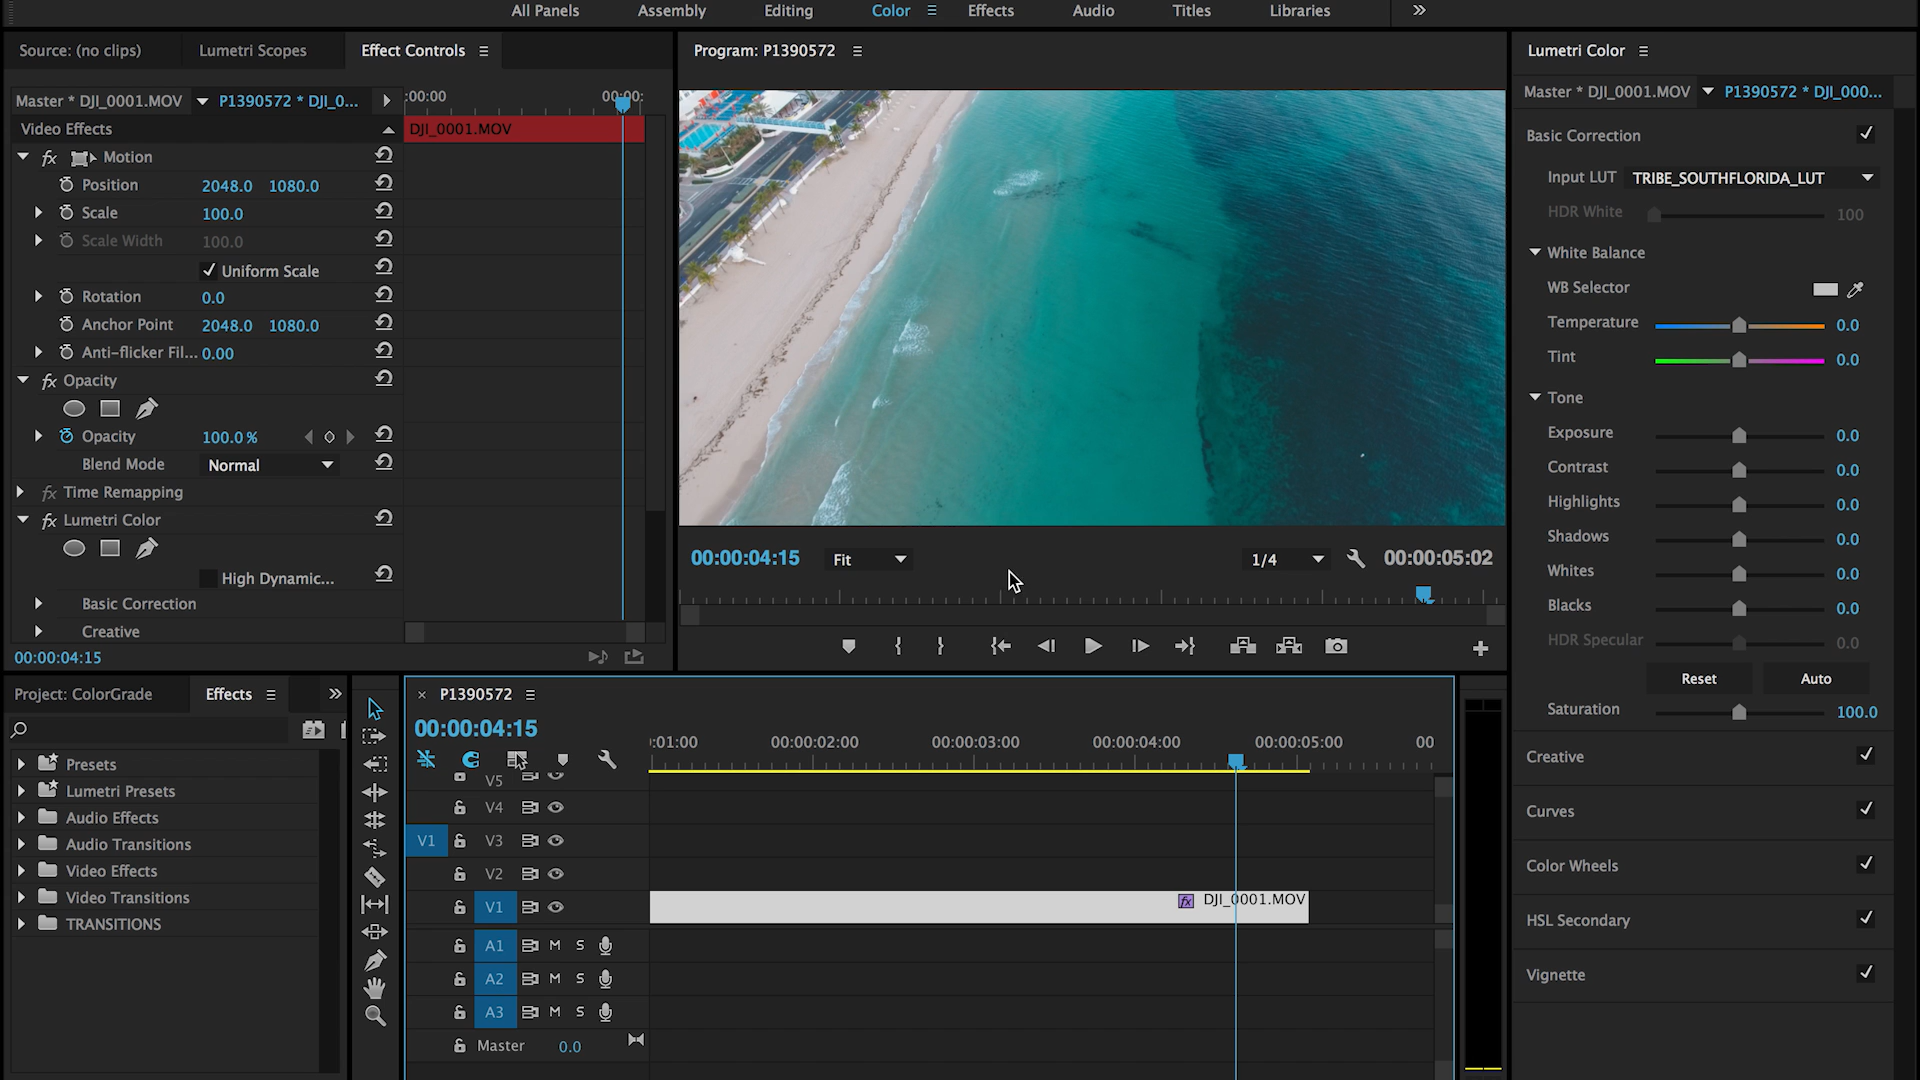 All Panels
Assembly
Editing
Color
Effects
Audio
Titles
Libraries
Source: (no clips)
Lumetri Scopes
Effect Controls
Master * DJI_0001.MOV
P1390572 * DJI_0...
:00:00
00:00:
Video Effects
DJI_0001.MOV
fx Motion
Position 2048.0 1080.0
Scale 100.0
Scale Width 100.0
Uniform Scale
Rotation 0.0
Anchor Point 2048.0 1080.0
Anti-flicker Fil... 0.00
fx Opacity
Opacity 100.0 %
Blend Mode Normal
fx Time Remapping
fx Lumetri Color
High Dynamic...
Basic Correction
Creative
00:00:04:15
Program: P1390572
00:00:04:15
Fit
1/4
00:00:05:02
Lumetri Color
Master * DJI_0001.MOV
P1390572 * DJI_000...
Basic Correction
Input LUT TRIBE_SOUTHFLORIDA_LUT
HDR White 100
White Balance
WB Selector
Temperature 0.0
Tint 0.0
Tone
Exposure 0.0
Contrast 0.0
Highlights 0.0
Shadows 0.0
Whites 0.0
Blacks 0.0
HDR Specular 0.0
Reset
Auto
Saturation 100.0
Creative
Curves
Color Wheels
HSL Secondary
Vignette
Project: ColorGrade
Effects
Presets
Lumetri Presets
Audio Effects
Audio Transitions
Video Effects
Video Transitions
TRANSITIONS
× P1390572
00:00:04:15
:01:00
00:00:02:00
00:00:03:00
00:00:04:00
00:00:05:00
00
V5
V4
V1 V3
V2
V1
fx DJI_0001.MOV
A1 M S
A2 M S
A3 M S
Master 0.0